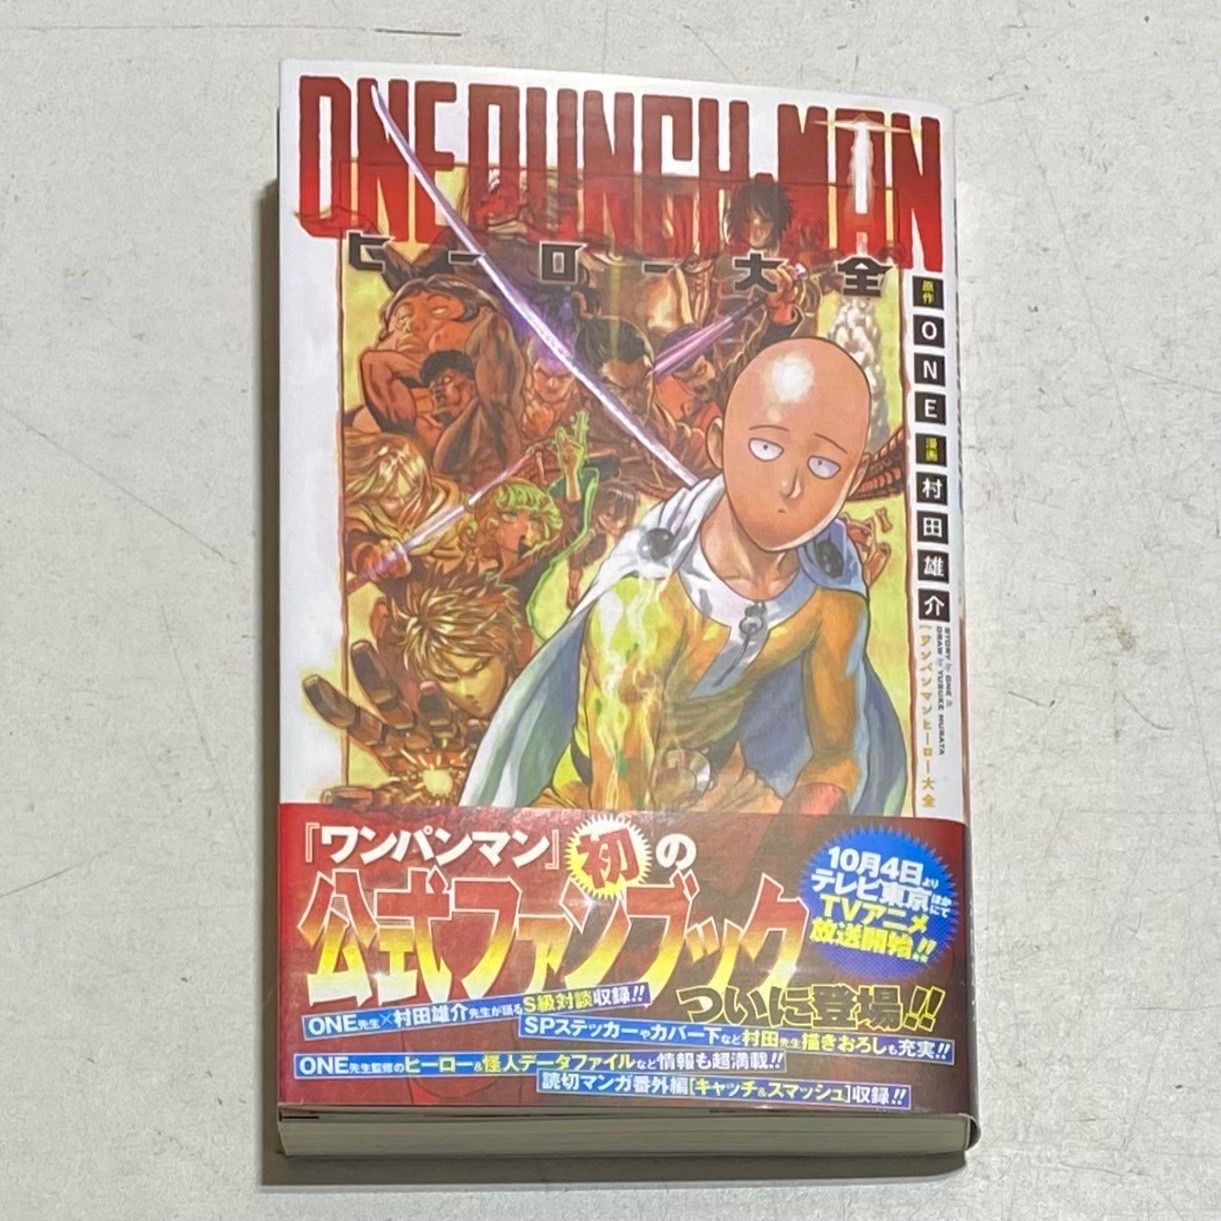 ONE PUNCH-MAN
ヒーロー大全
原作
ONE
漫画
村田雄介
STORY by ONE
DRAW by YUSUKE MURATA
[ワンパンマンヒーロー大全
『ワンパンマン』初の
公式ファンブック
ついに登場!!
10月4日より
テレビ東京ほかにて
TVアニメ
放送開始!!
ONE先生×村田雄介先生が語るS級対談収録!!
SPステッカーやカバー下など村田先生描きおろしも充実!!
ONE先生監修のヒーロー&怪人データファイルなど情報も超満載!!
読切マンガ番外編[キャッチ&スマッシュ]収録!!